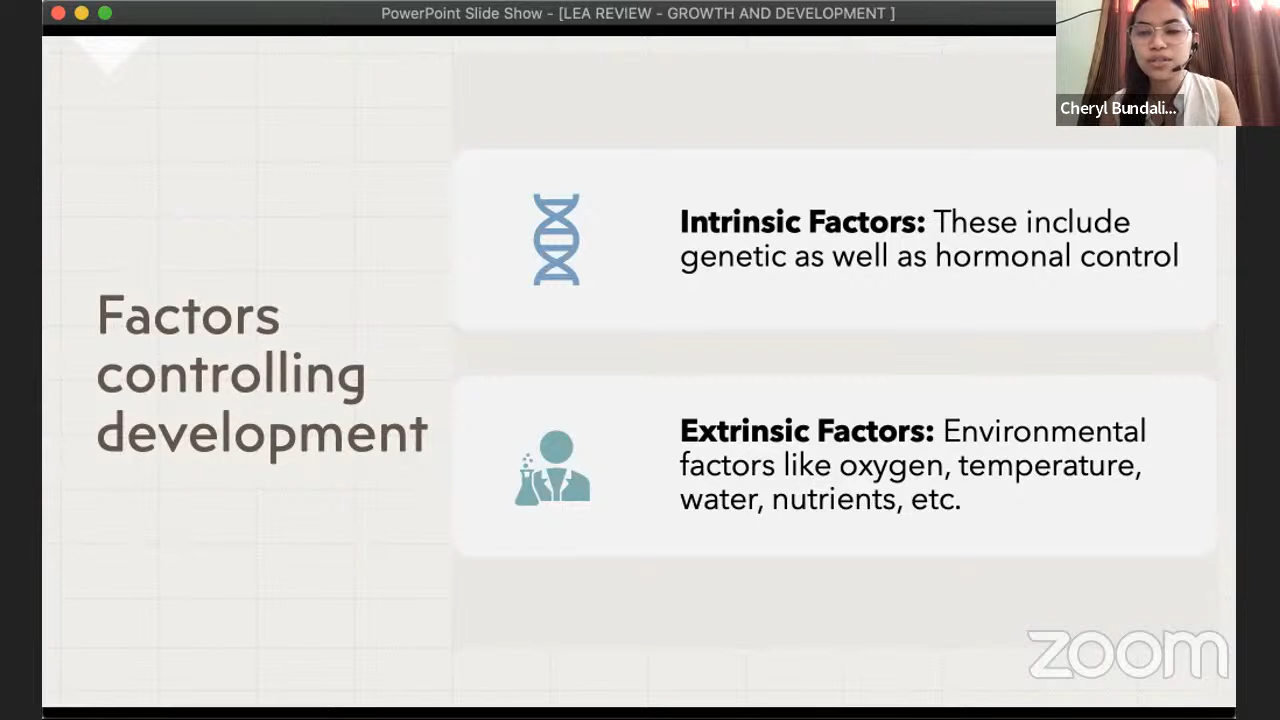 PowerPoint Slide Show - [LEA REVIEW - GROWTH AND DEVELOPMENT ]
Cheryl Bundali...
Factors
controlling
development
Intrinsic Factors: These include
genetic as well as hormonal control
Extrinsic Factors: Environmental
factors like oxygen, temperature,
water, nutrients, etc.
zoom